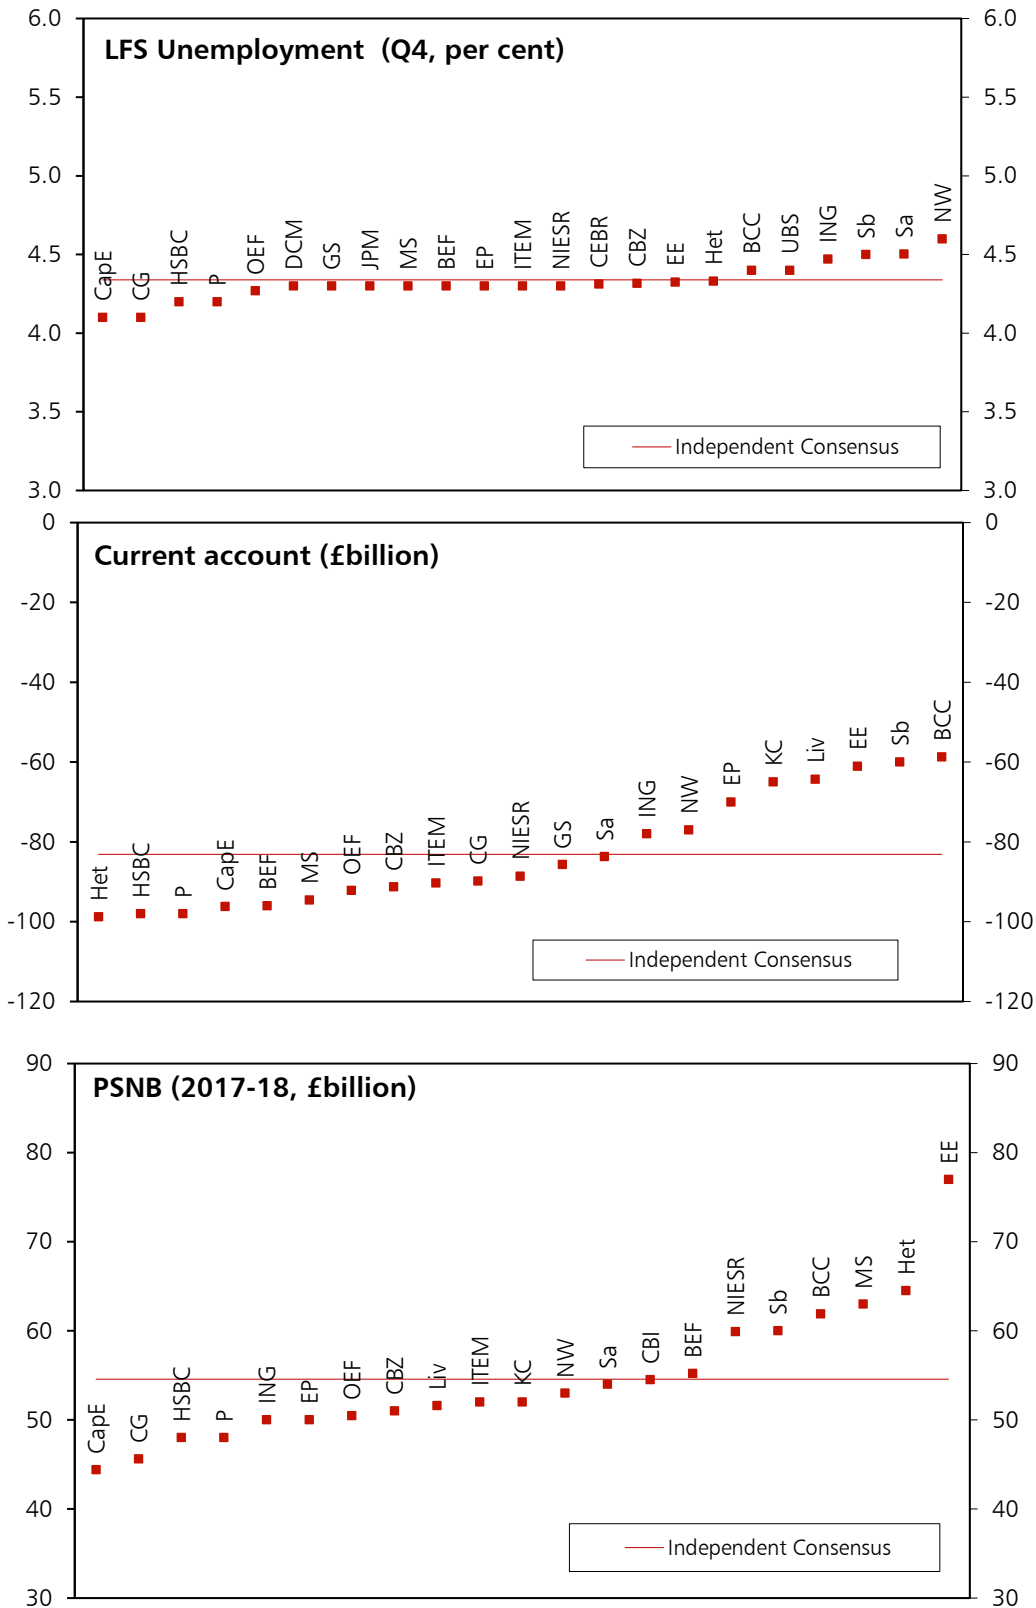 LFS Unemployment (Q4, per cent)
6.0 6.0
5.5 5.5
5.0 5.0
4.5 4.5
4.0 4.0
3.5 3.5
3.0 3.0
CapE CG HSBC P OEF DCM GS JPM MS BEF EP ITEM NIESR CEBR CBZ EE Het BCC UBS ING Sb Sa NW
Independent Consensus
Current account (£billion)
0 0
-20 -20
-40 -40
-60 -60
-80 -80
-100 -100
-120 -120
Het HSBC P CapE BEF MS OEF CBZ ITEM CG NIESR GS Sa ING NW EP KC Liv EE Sb BCC
Independent Consensus
PSNB (2017-18, £billion)
90 90
80 80
70 70
60 60
50 50
40 40
30 30
CapE CG HSBC P ING EP OEF CBZ Liv ITEM KC NW Sa CBI BEF NIESR Sb BCC MS Het EE
Independent Consensus